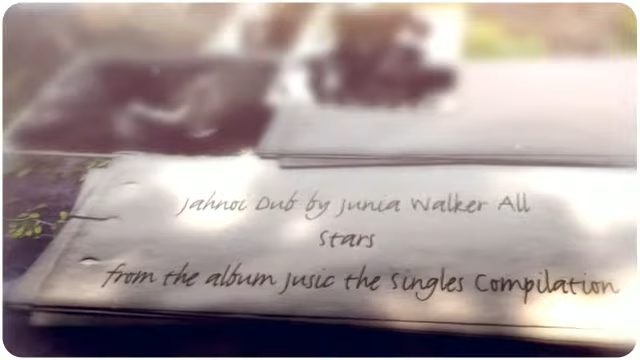 Jahnoi Dub by Junia Walker All
Stars
from the album Jusic the Singles Compilation